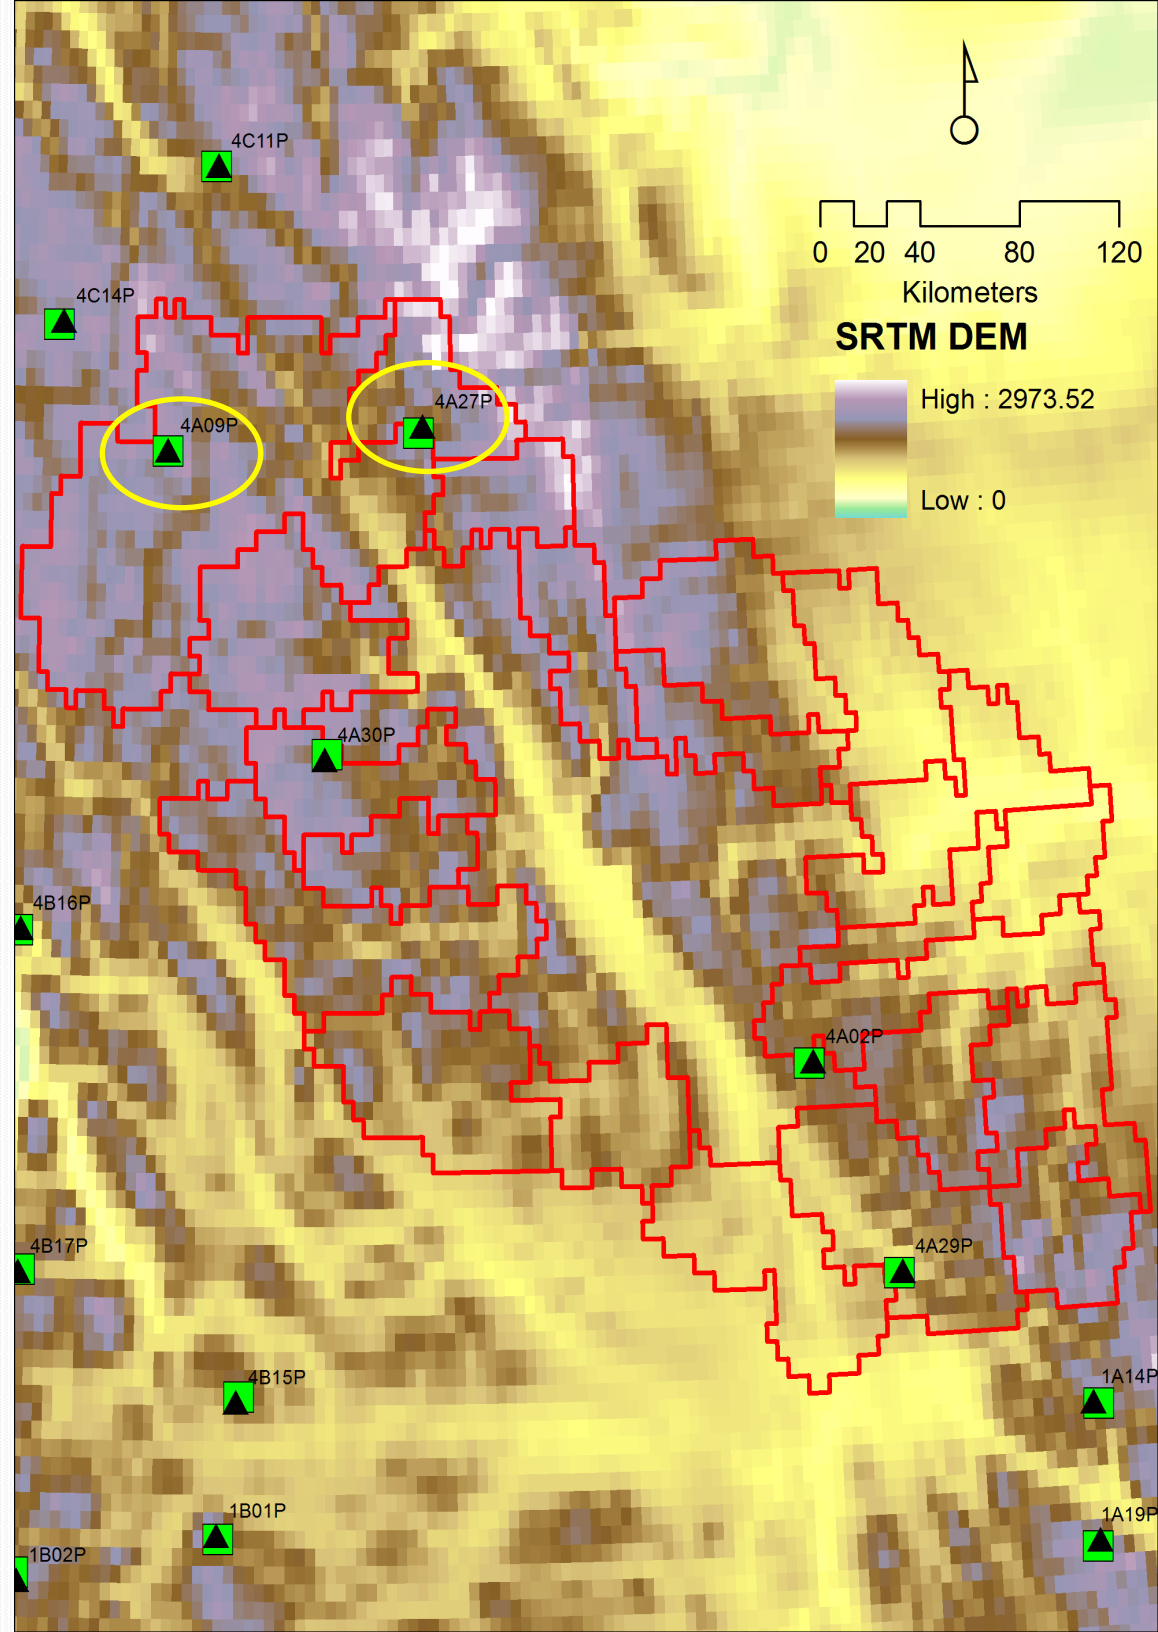 4C11P
0 20 40 80 120
Kilometers
4C14P
SRTM DEM
High : 2973.52
4A27P
4A09P
Low : 0
4A30P
4B16P
4A02P
4B17P
4A29P
4B15P
1A14P
1B01P
1A19P
1B02P